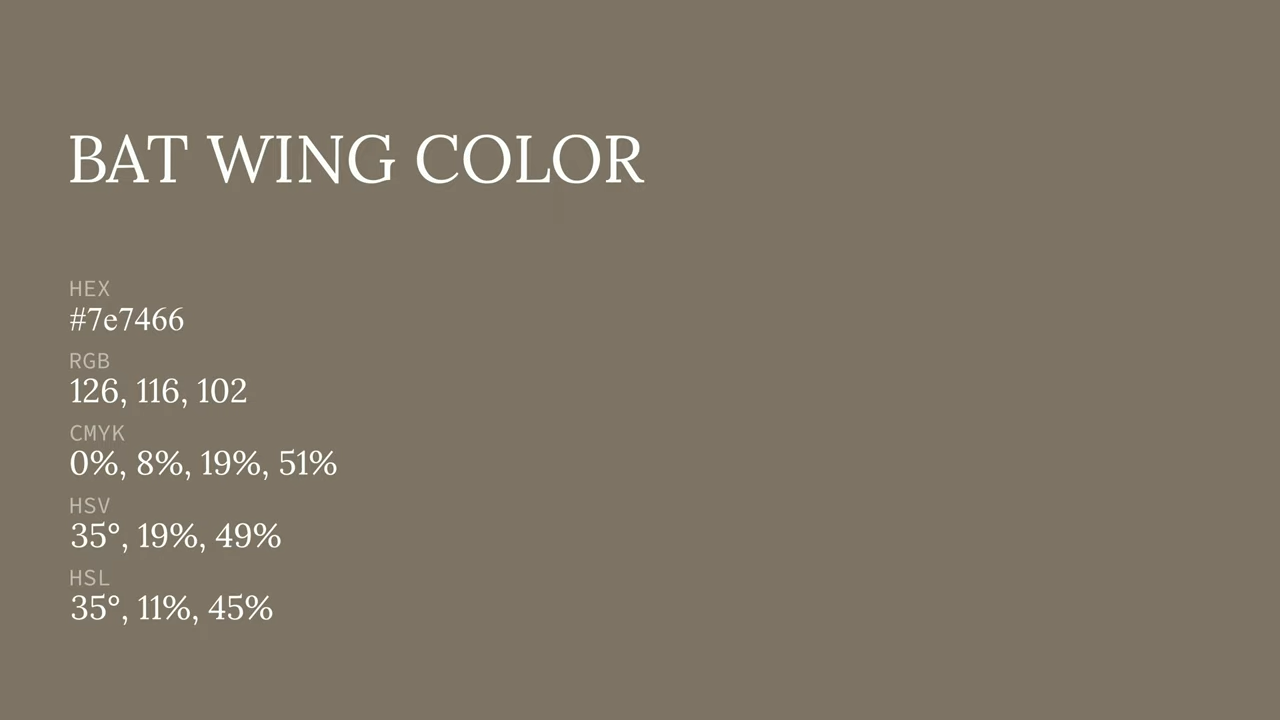 BAT WING COLOR
HEX
#7e7466
RGB
126, 116, 102
CMYK
0%, 8%, 19%, 51%
HSV
35°, 19%, 49%
HSL
35°, 11%, 45%